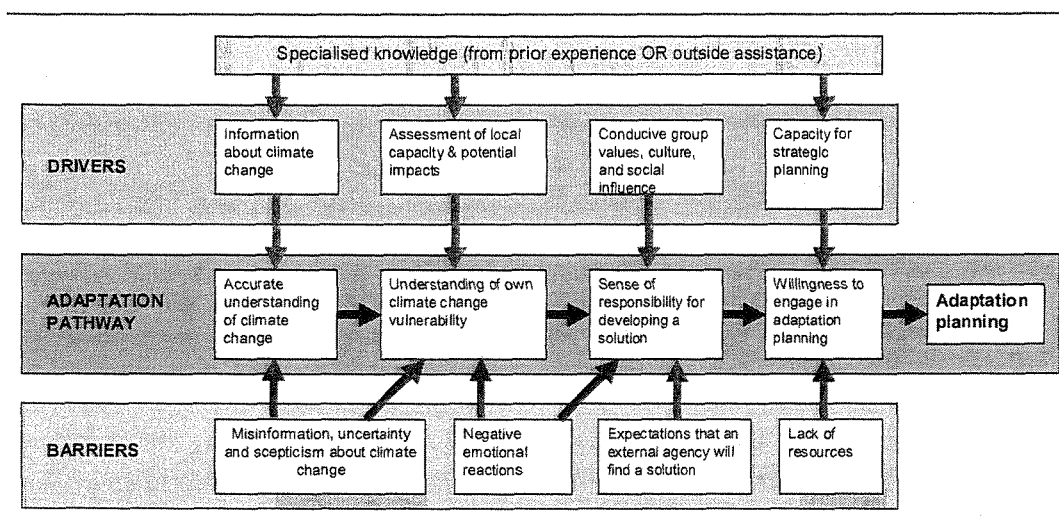 Specialised knowledge (from prior experience OR outside assistance)
DRIVERS
Information
about climate
change
Assessment of local
capacity & potential
impacts
Conducive group
values, culture,
and social
influence
Capacity for
strategic
planning
ADAPTATION
PATHWAY
Accurate
understanding
of climate
change
Understanding of own
climate change
vulnerability
Sense of
responsibility for
developing a
solution
Willingness to
engage in
adaptation
planning
Adaptation
planning
BARRIERS
Misinformation, uncertainty
and scepticism about climate
change
Negative
emotional
reactions
Expectations that an
external agency will
find a solution
Lack of
resources